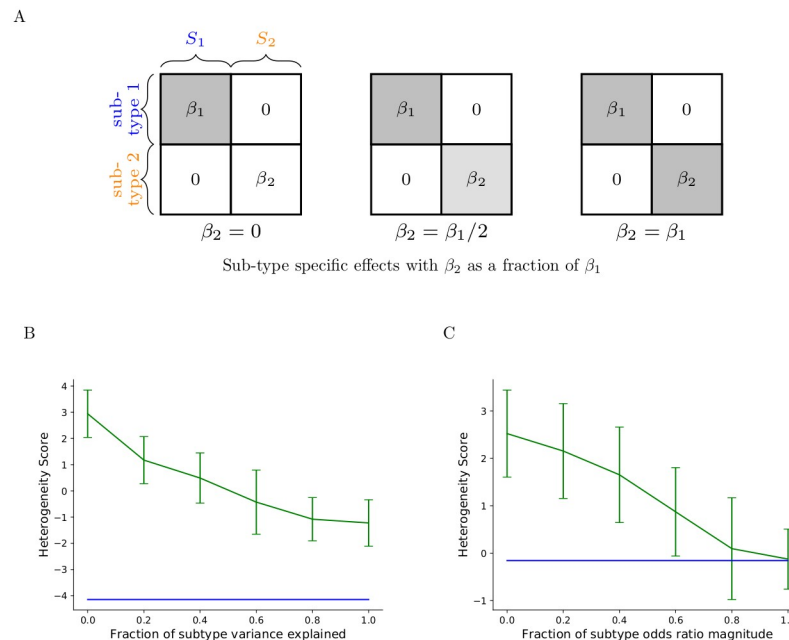 A
S₁ S₂
sub-
type 1
β₁ 0
sub-
type 2
0 β₂
β₂ = 0
β₁ 0
0 β₂
β₂ = β₁/2
β₁ 0
0 β₂
β₂ = β₁
Sub-type specific effects with β₂ as a fraction of β₁
B
Heterogeneity Score
4
3
2
1
0
−1
−2
−3
−4
0.0 0.2 0.4 0.6 0.8 1.0
Fraction of subtype variance explained
C
Heterogeneity Score
3
2
1
0
−1
0.0 0.2 0.4 0.6 0.8 1.0
Fraction of subtype odds ratio magnitude